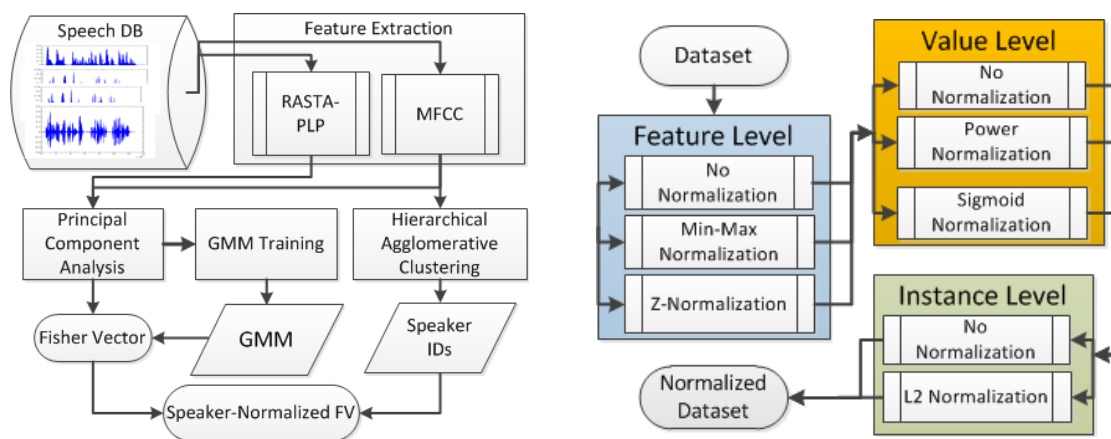 Speech DB
Feature Extraction
RASTA-
PLP
MFCC
Principal
Component
Analysis
GMM Training
Hierarchical
Agglomerative
Clustering
Fisher Vector
GMM
Speaker
IDs
Speaker-Normalized FV
Dataset
Feature Level
No
Normalization
Min-Max
Normalization
Z-Normalization
Value Level
No
Normalization
Power
Normalization
Sigmoid
Normalization
Instance Level
No
Normalization
L2 Normalization
Normalized
Dataset